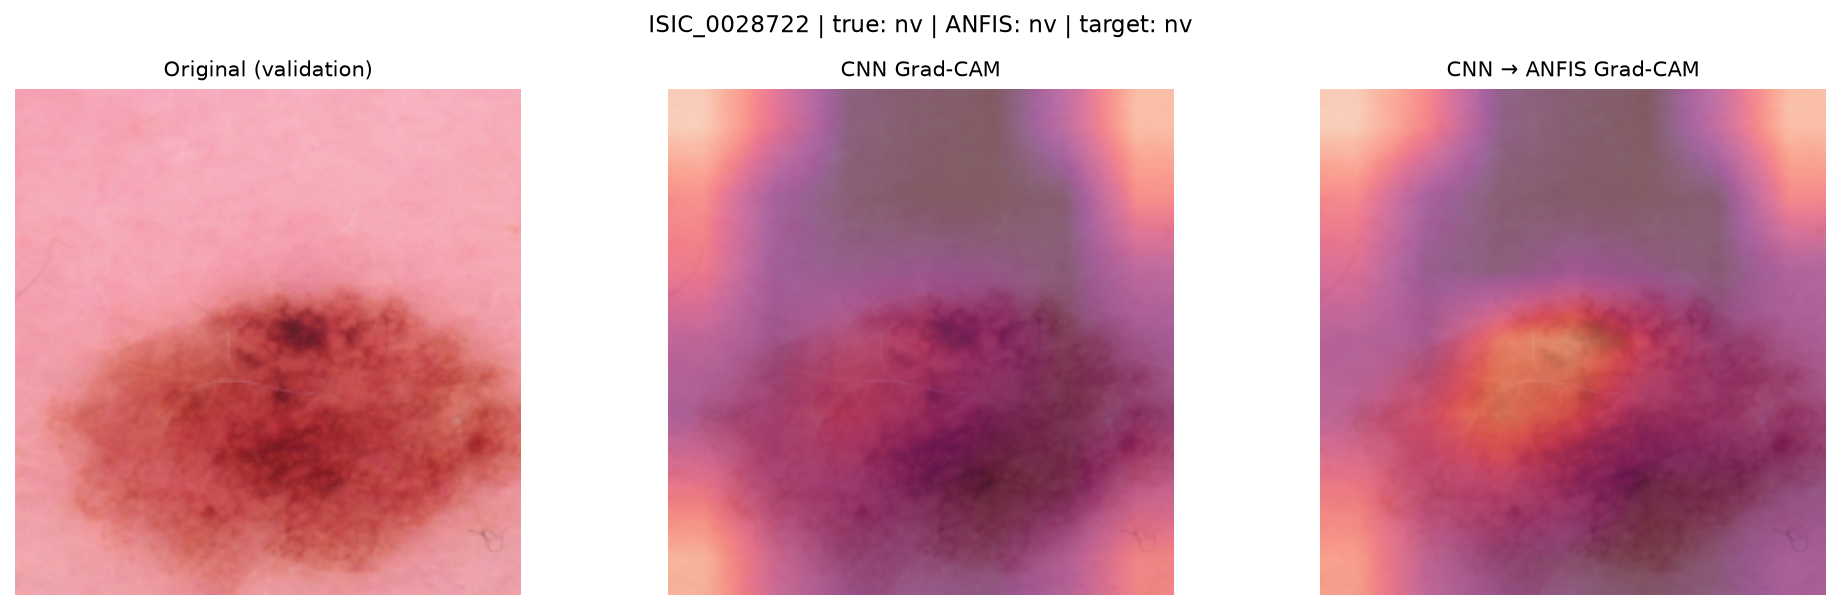 ISIC_0028722 | true: nv | ANFIS: nv | target: nv
Original (validation)
CNN Grad-CAM
CNN → ANFIS Grad-CAM